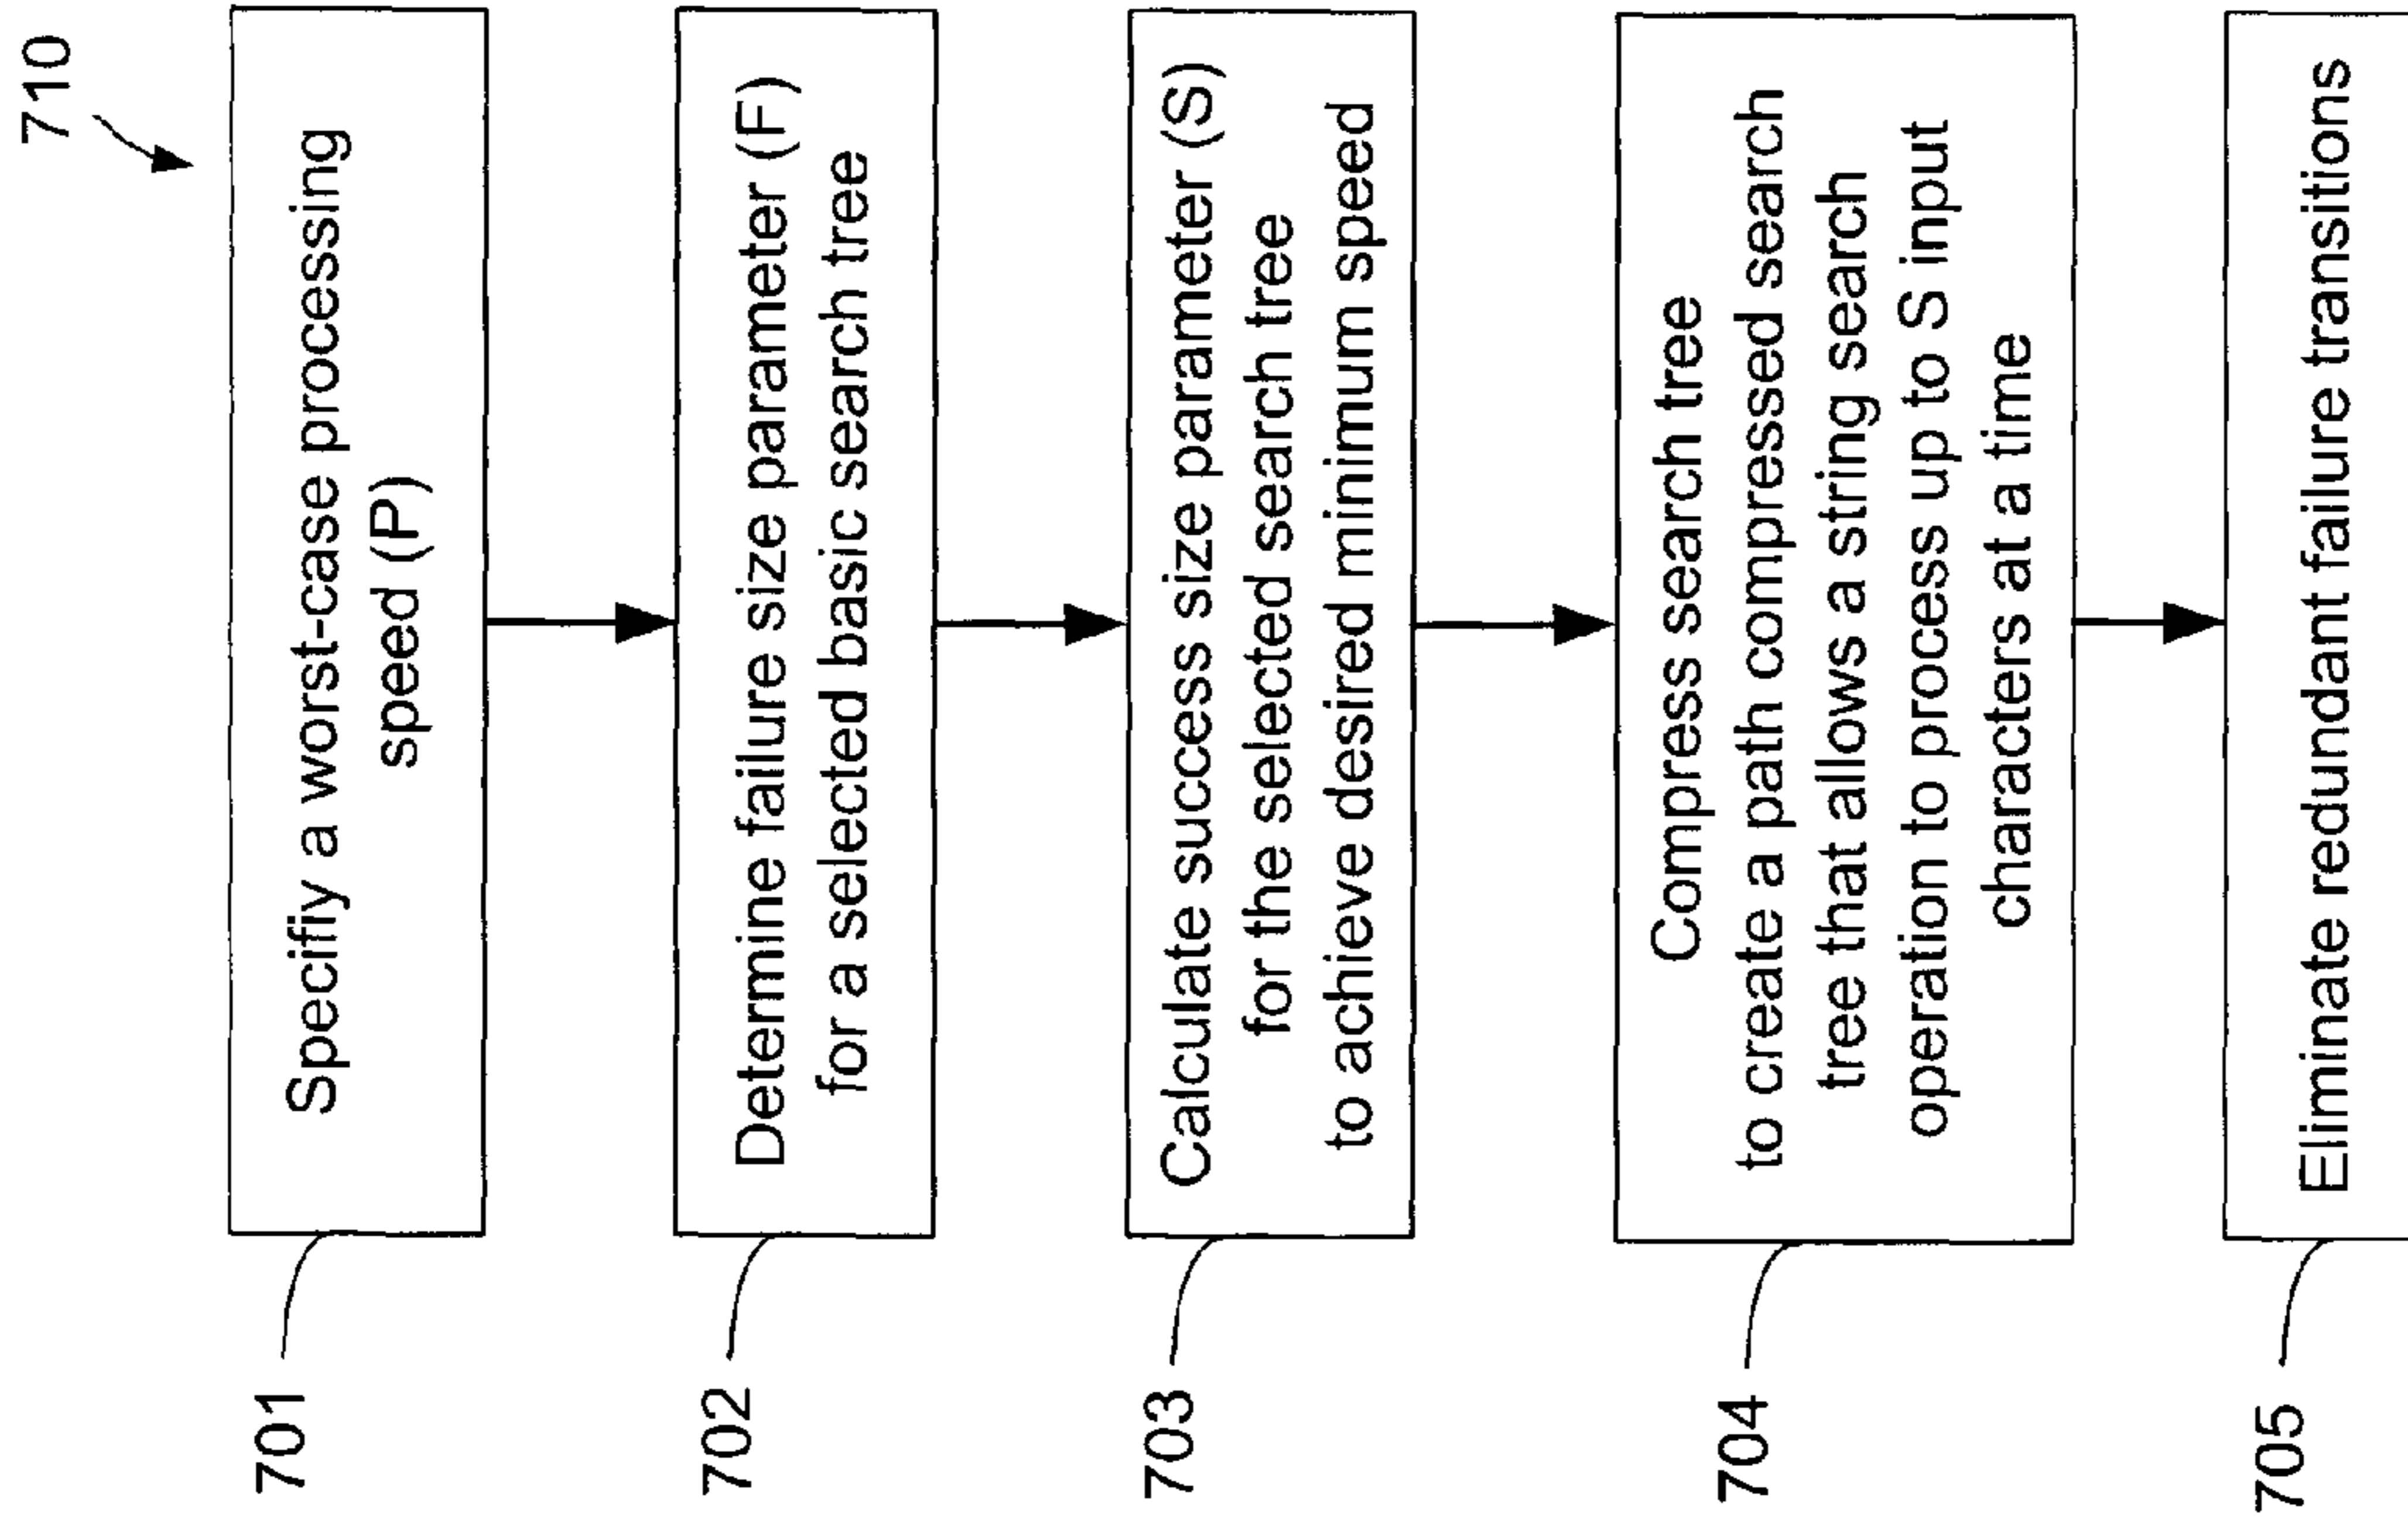 710
701
Specifiy a worst-case processing
speed (P)
702
Determine failure size parameter (F)
for a selected basic search tree
703
Calculate success size parameter (S)
for the selected search tree
to achieve desired minimum speed
704
Compress search tree
to create a path compressed search
tree that allows a string search
operation to process up to S input
characters at a time
705
Eliminate redundant failure transitions